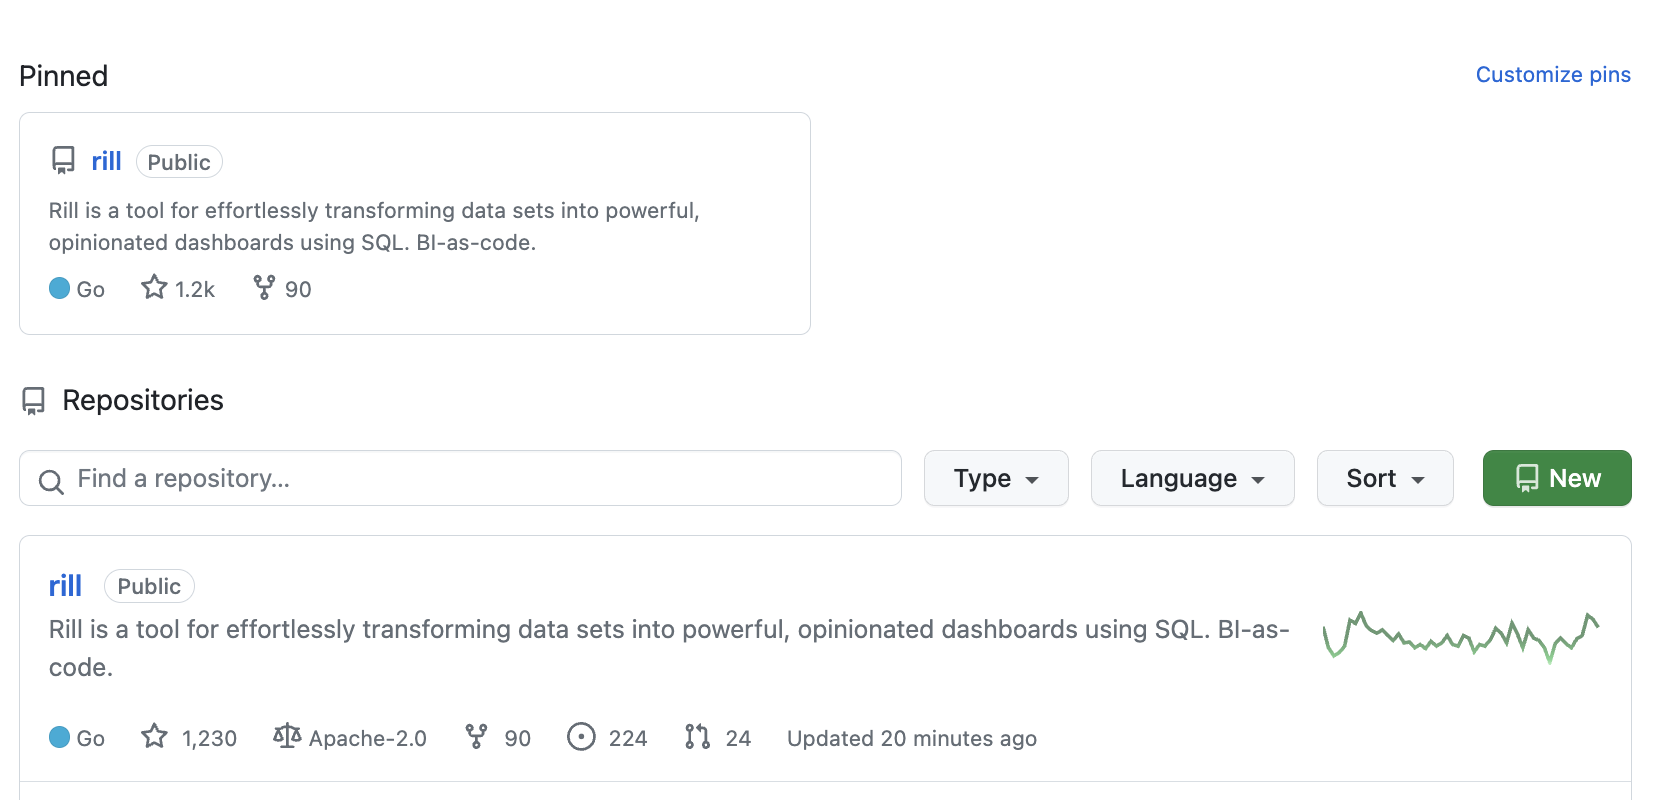 Pinned
Customize pins
rill Public
Rill is a tool for effortlessly transforming data sets into powerful,
opinionated dashboards using SQL. BI-as-code.
Go 1.2k 90
Repositories
Find a repository...
Type Language Sort New
rill Public
Rill is a tool for effortlessly transforming data sets into powerful, opinionated dashboards using SQL. BI-as-
code.
Go 1,230 Apache-2.0 90 224 24 Updated 20 minutes ago